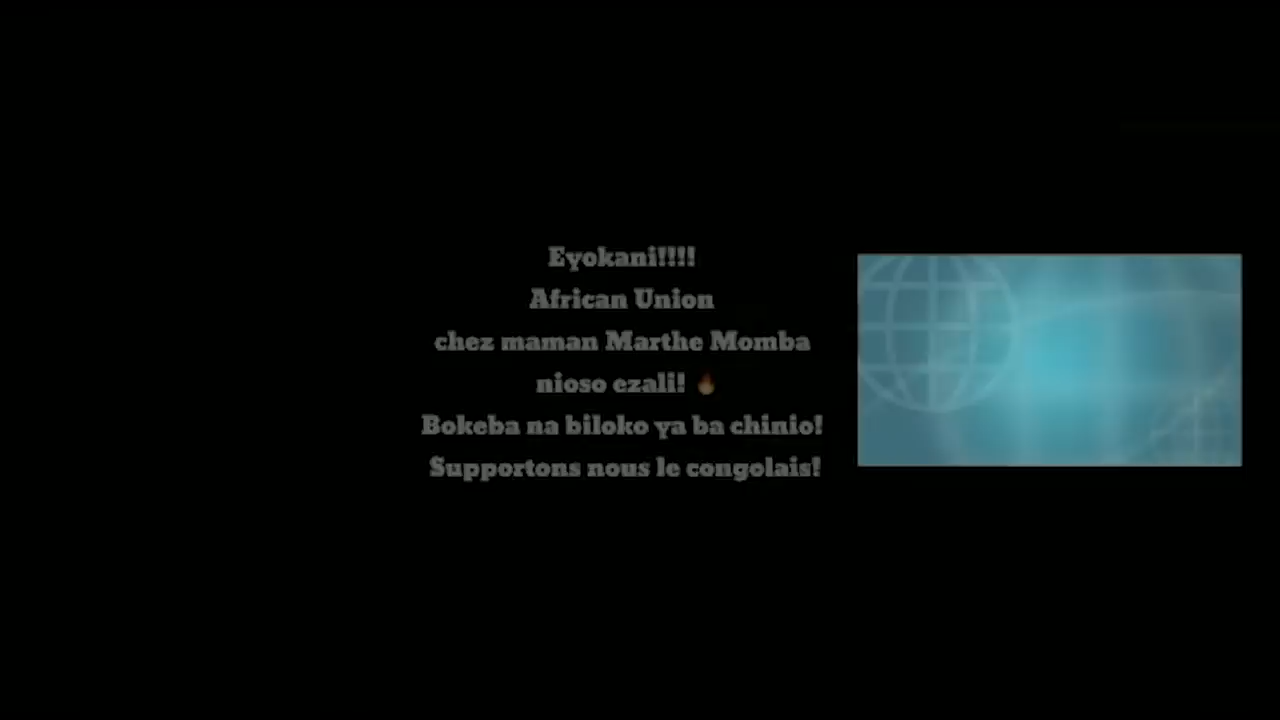 Eyokani!!!!
African Union
chez maman Marthe Momba
nioso ezali! 🔥
Bokeba na biloko ya ba chinio!
Supportons nous le congolais!